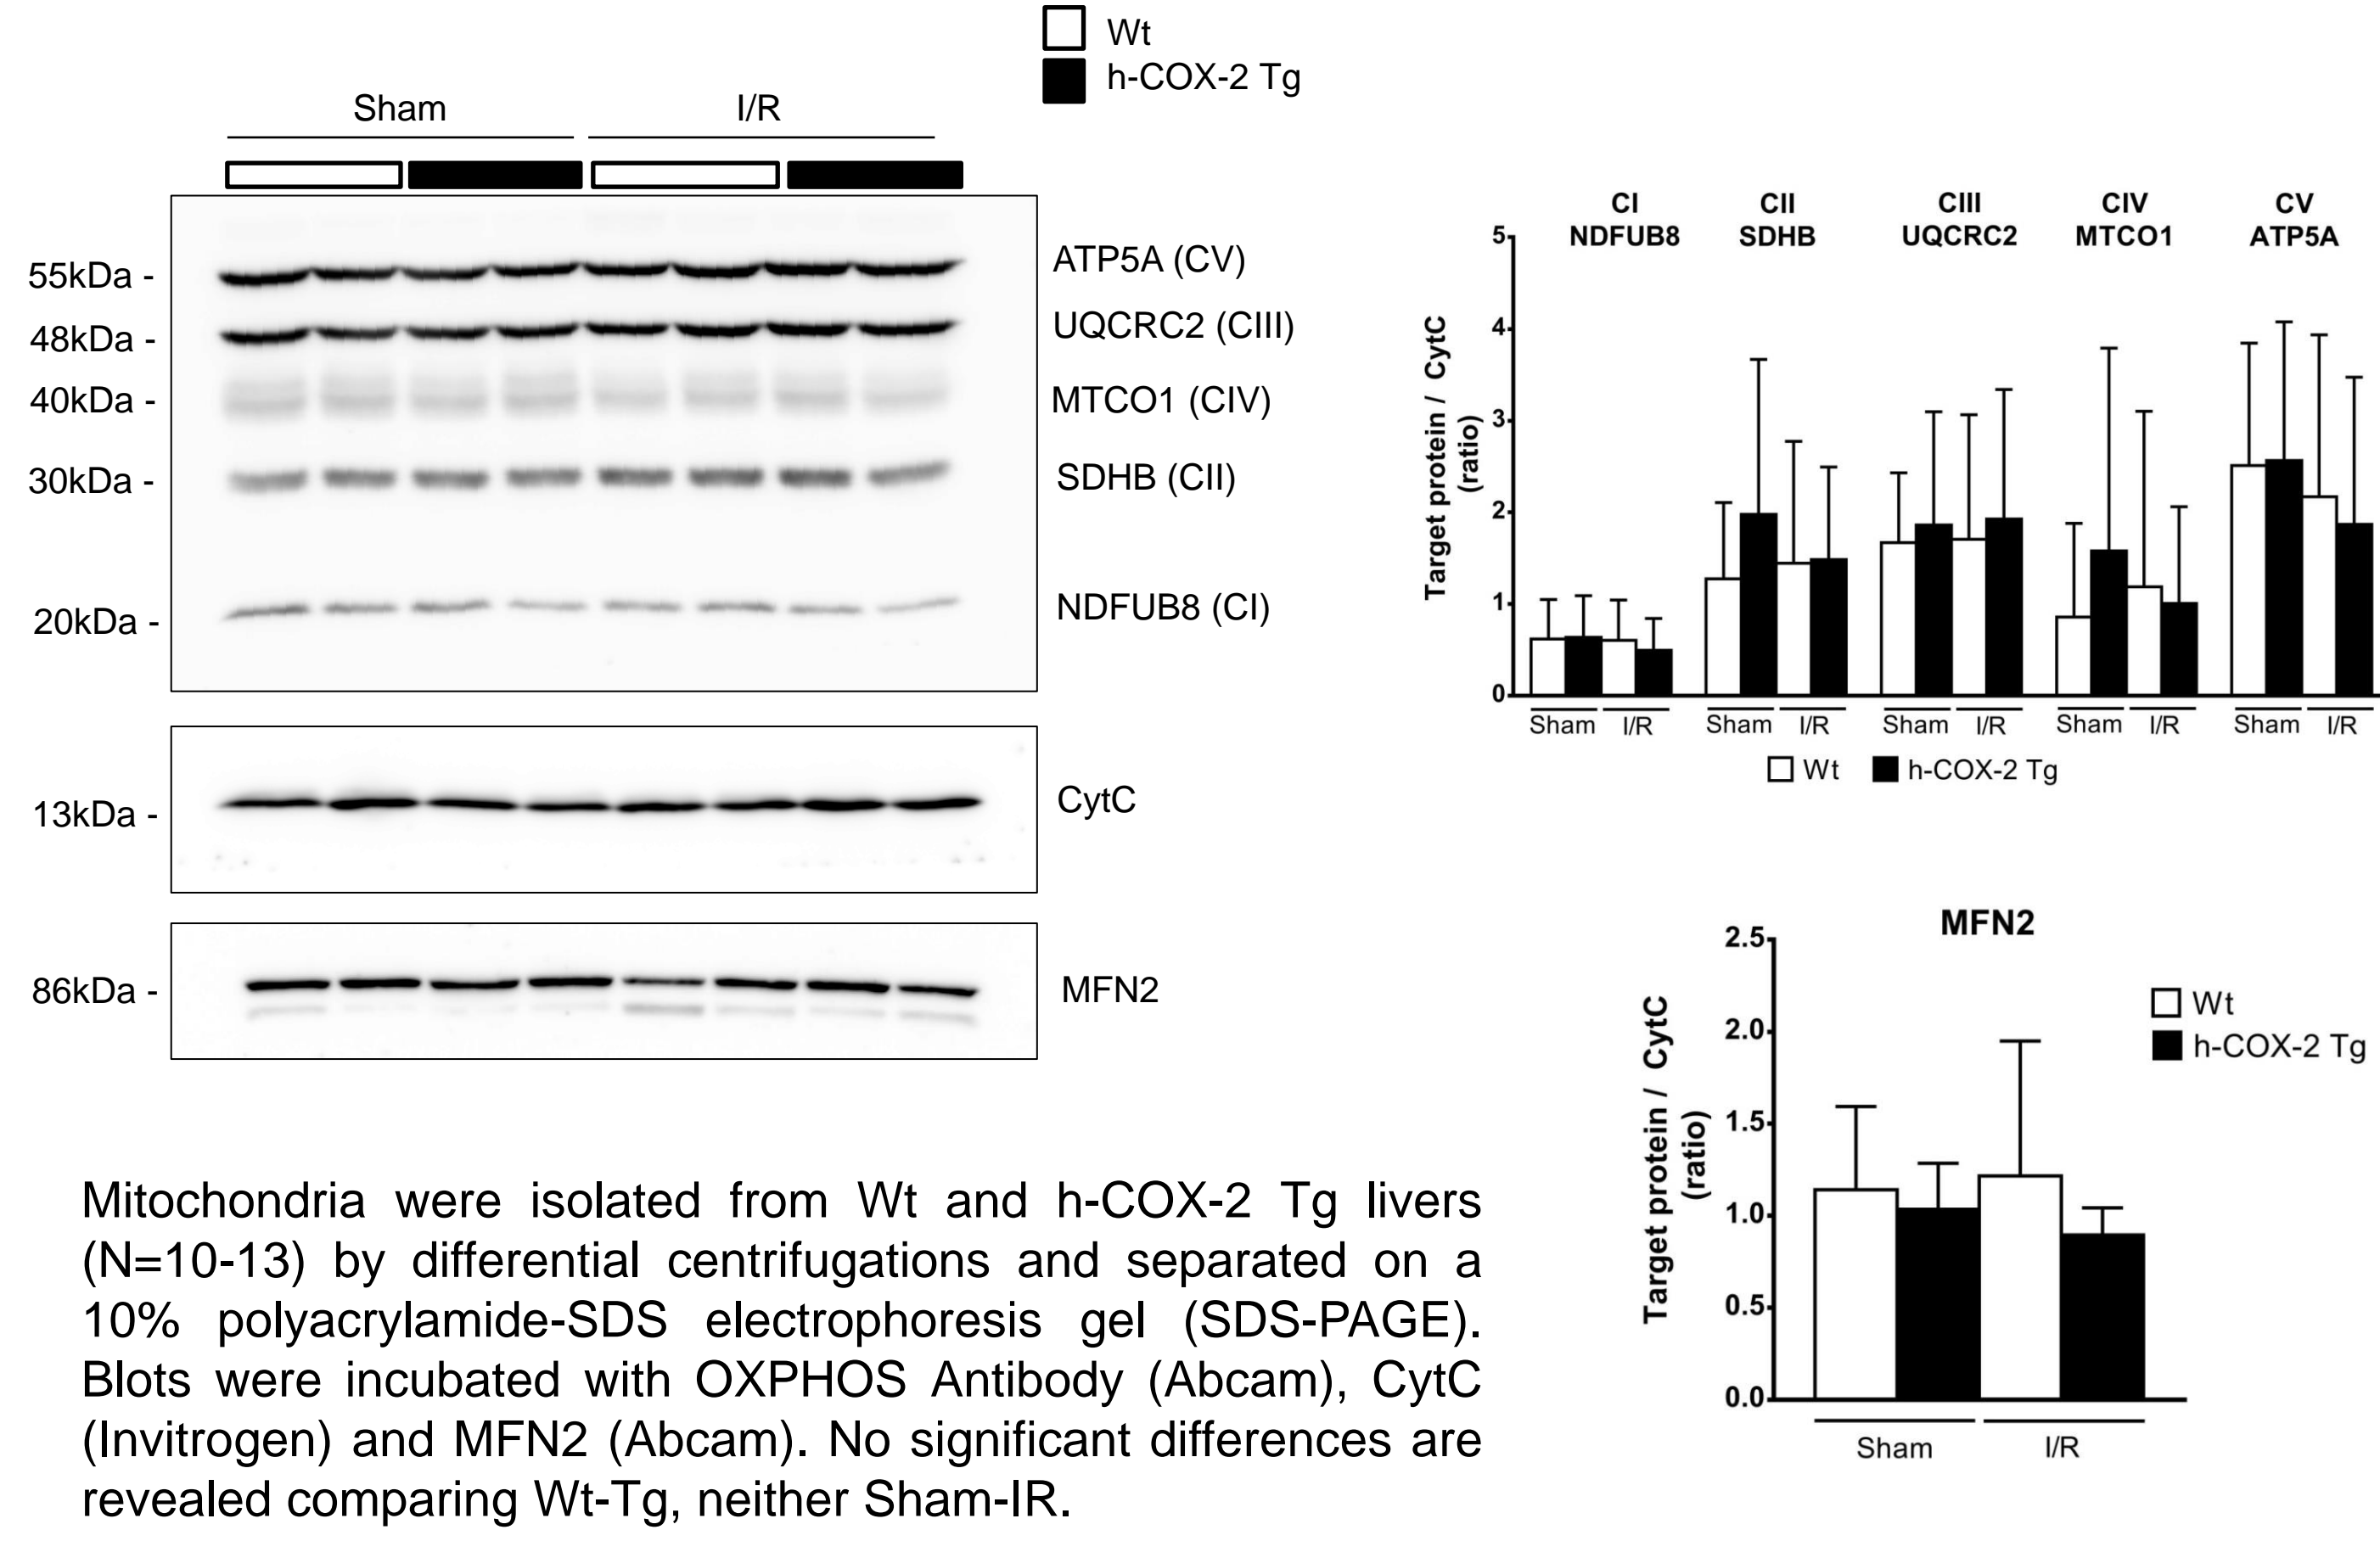 Wt
h-COX-2 Tg
Sham I/R
55kDa -
48kDa -
40kDa -
30kDa -
20kDa -
ATP5A (CV)
UQCRC2 (CIII)
MTCO1 (CIV)
SDHB (CII)
NDFUB8 (CI)
13kDa -
CytC
86kDa -
MFN2
CI CII CIII CIV CV
NDFUB8 SDHB UQCRC2 MTCO1 ATP5A
Target protein / CytC
(ratio)
5
4
3
2
1
0
Sham I/R Sham I/R Sham I/R Sham I/R Sham I/R
Wt h-COX-2 Tg
MFN2
Target protein / CytC
(ratio)
2.5
2.0
1.5
1.0
0.5
0.0
Wt
h-COX-2 Tg
Sham I/R
Mitochondria were isolated from Wt and h-COX-2 Tg livers
(N=10-13) by differential centrifugations and separated on a
10% polyacrylamide-SDS electrophoresis gel (SDS-PAGE).
Blots were incubated with OXPHOS Antibody (Abcam), CytC
(Invitrogen) and MFN2 (Abcam). No significant differences are
revealed comparing Wt-Tg, neither Sham-IR.